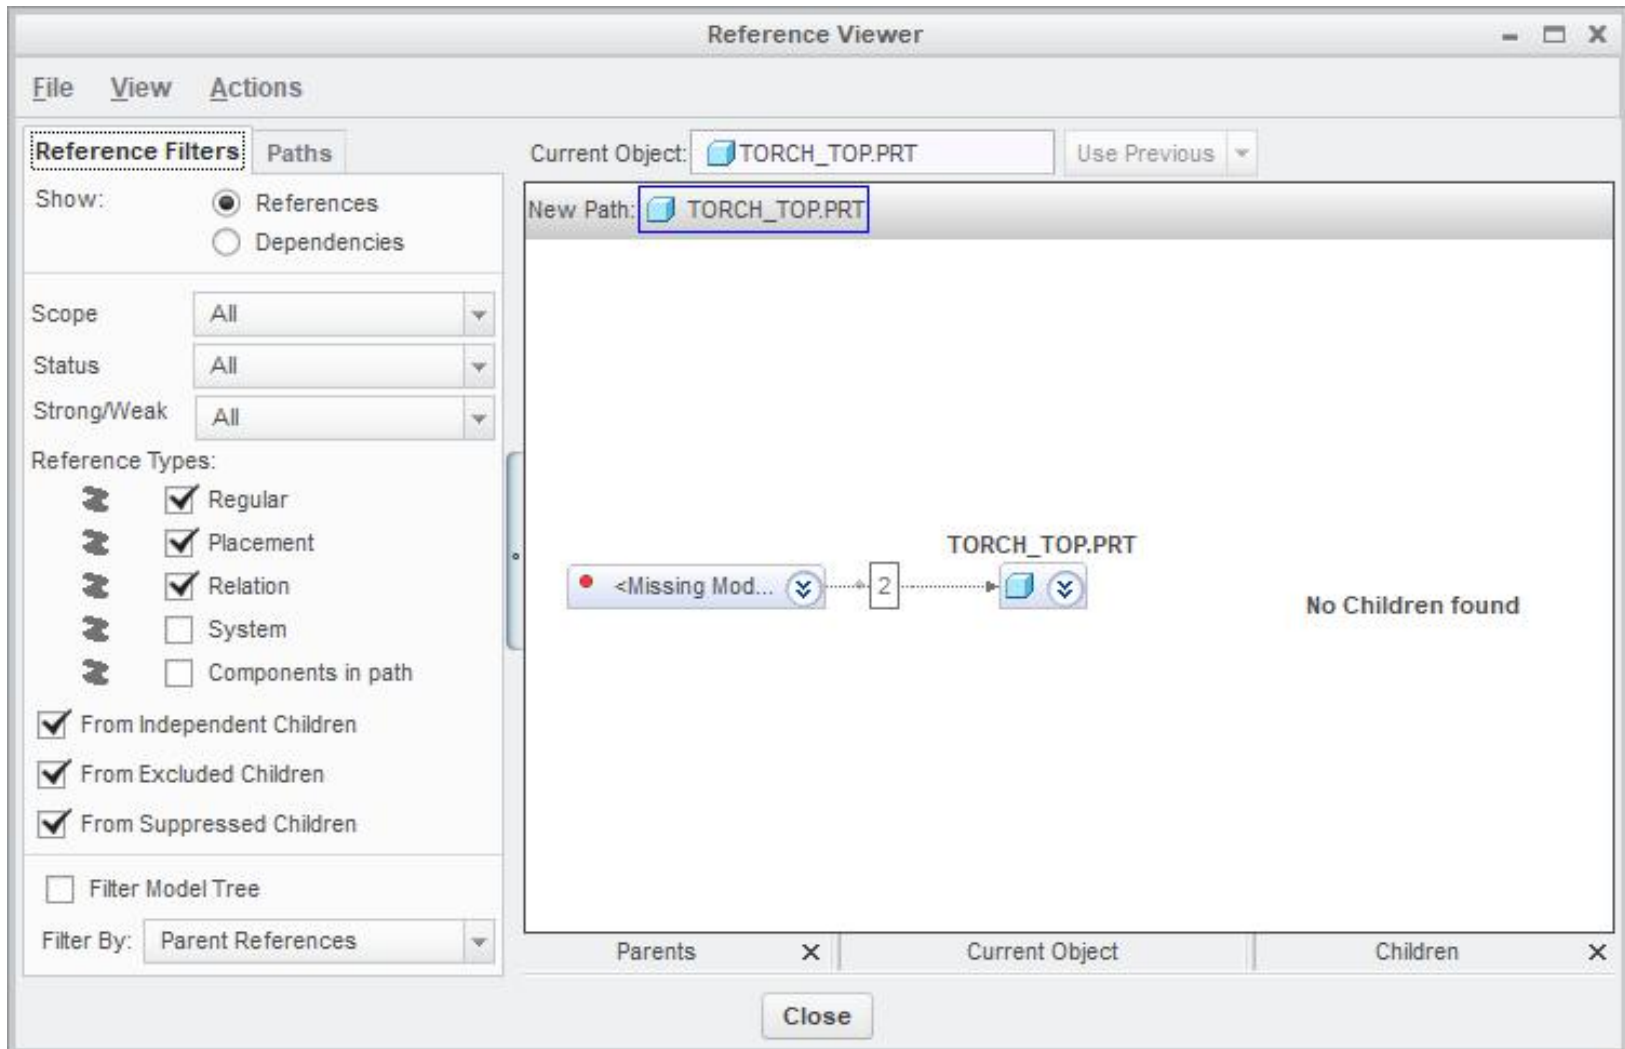 Reference Viewer
File View Actions
Reference Filters Paths
Current Object: TORCH_TOP.PRT Use Previous
Show: References
Dependencies
New Path: TORCH_TOP.PRT
Scope All
Status All
Strong/Weak All
Reference Types:
Regular
Placement
Relation
System
Components in path
From Independent Children
From Excluded Children
From Suppressed Children
Filter Model Tree
Filter By: Parent References
TORCH_TOP.PRT
<Missing Mod... 2
No Children found
Parents Current Object Children
Close